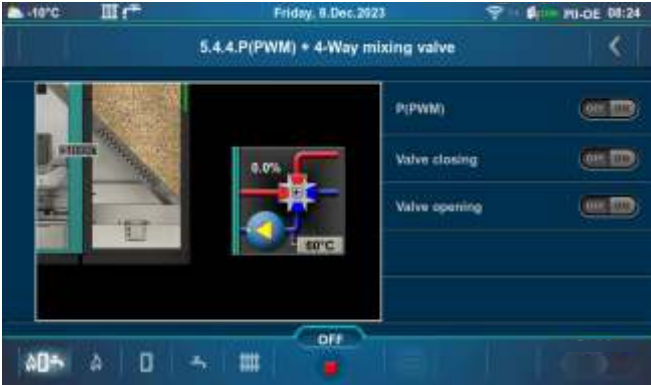 -10°C Friday, 8.Dec.2023 PU-OE 08:24
5.4.4.P(PWM) + 4-Way mixing valve
P(PWM) OFF ON
0.0%
Valve closing OFF ON
Valve opening OFF ON
60°C
OFF